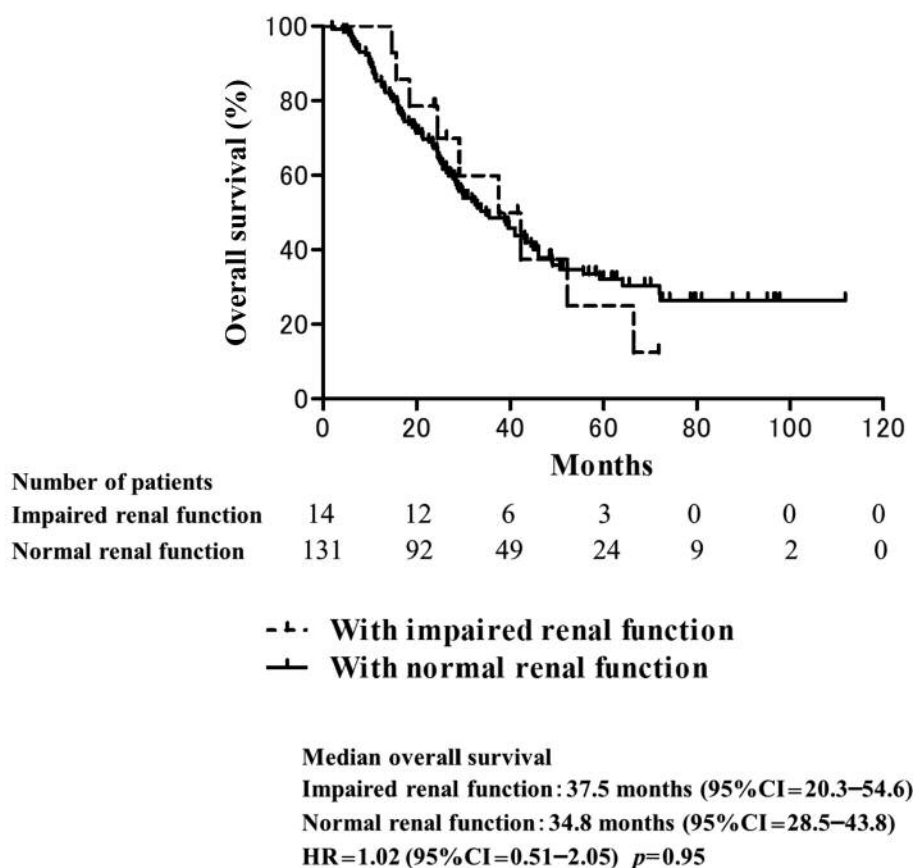 Overall survival (%)
100
80
60
40
20
0
0 20 40 60 80 100 120
Months
Number of patients
Impaired renal function 14 12 6 3 0 0 0
Normal renal function 131 92 49 24 9 2 0
With impaired renal function
With normal renal function
Median overall survival
Impaired renal function: 37.5 months (95%CI=20.3–54.6)
Normal renal function: 34.8 months (95%CI=28.5–43.8)
HR=1.02 (95%CI=0.51–2.05) p=0.95